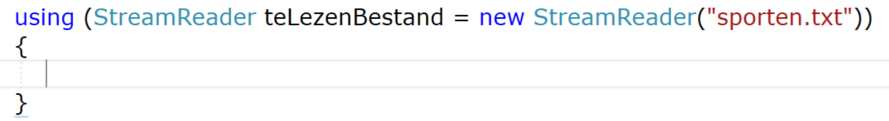 using (StreamReader teLezenBestand = new StreamReader("sporten.txt"))
{
}